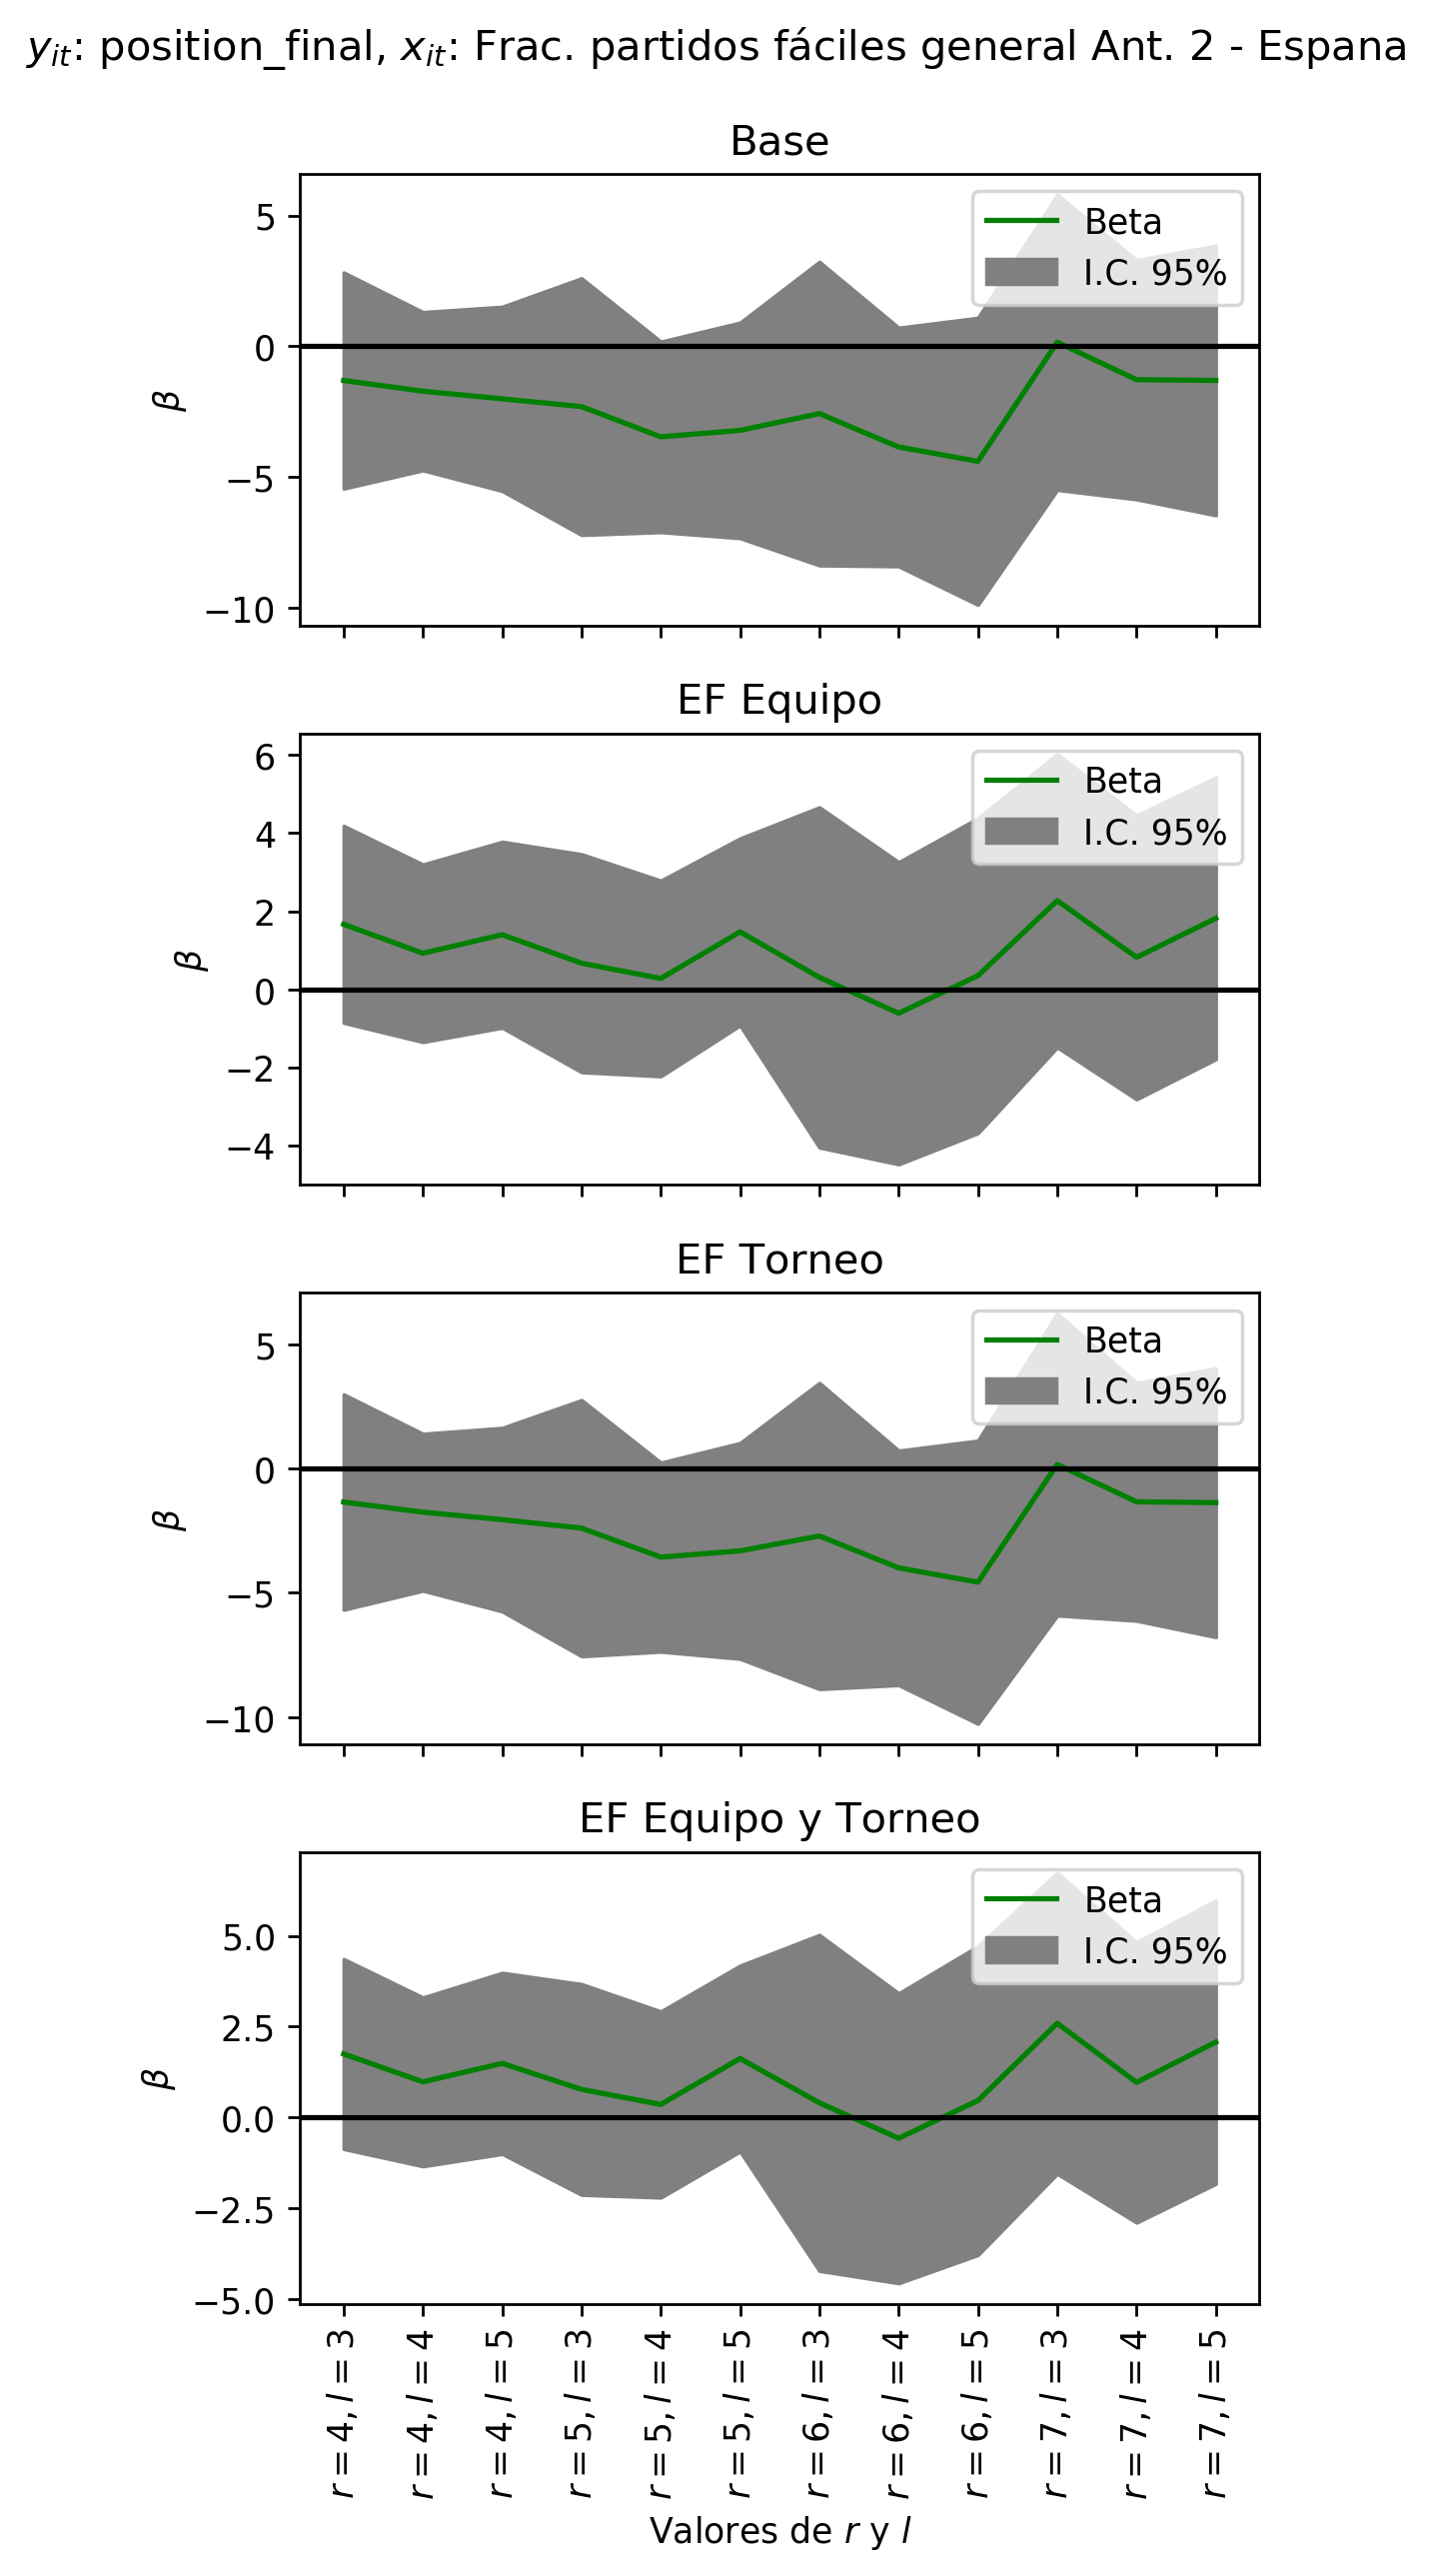 y_it: position_final, x_it: Frac. partidos fáciles general Ant. 2 - Espana
Base
5
0
−5
−10
β
Beta
I.C. 95%
EF Equipo
6
4
2
0
−2
−4
β
Beta
I.C. 95%
EF Torneo
5
0
−5
−10
β
Beta
I.C. 95%
EF Equipo y Torneo
5.0
2.5
0.0
−2.5
−5.0
β
Beta
I.C. 95%
r = 4, l = 3
r = 4, l = 4
r = 4, l = 5
r = 5, l = 3
r = 5, l = 4
r = 5, l = 5
r = 6, l = 3
r = 6, l = 4
r = 6, l = 5
r = 7, l = 3
r = 7, l = 4
r = 7, l = 5
Valores de r y l